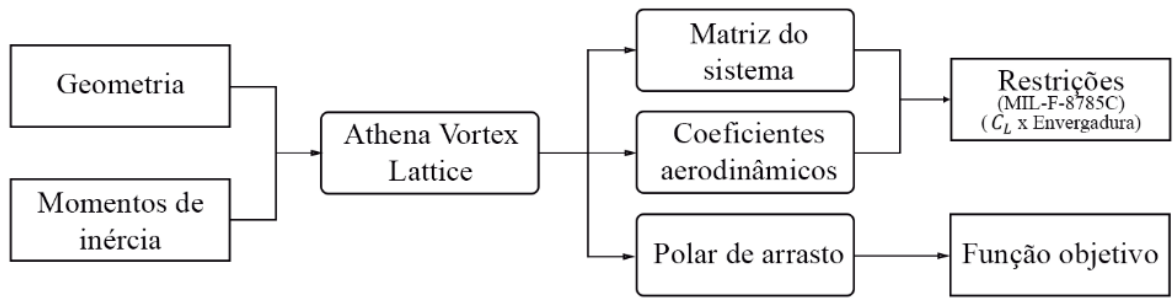 Geometria
Momentos de
inércia
Athena Vortex
Lattice
Matriz do
sistema
Coeficientes
aerodinâmicos
Polar de arrasto
Restrições
(MIL-F-8785C)
( C_L x Envergadura)
Função objetivo